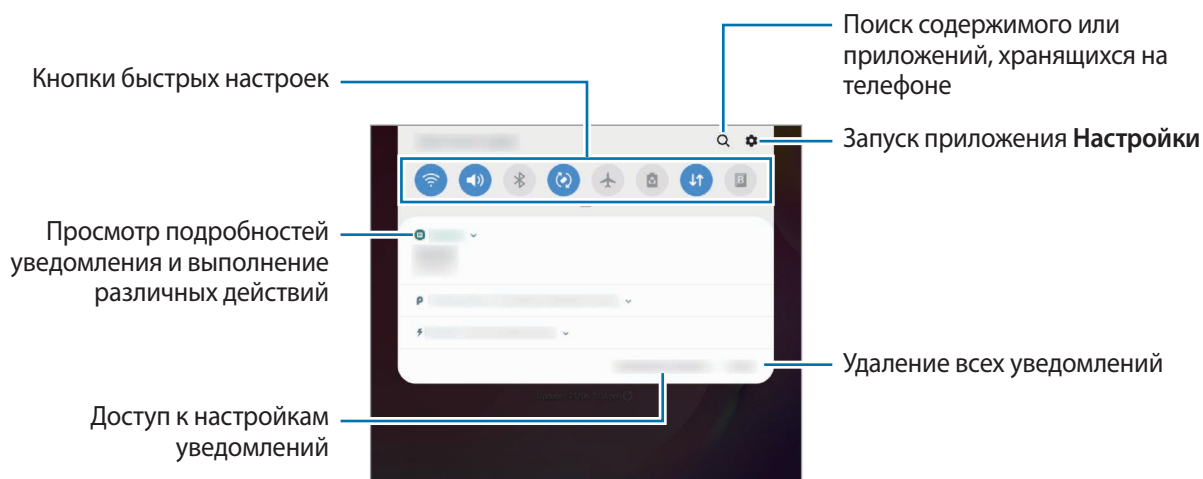 Поиск содержимого или
приложений, хранящихся на
телефоне
Кнопки быстрых настроек
Запуск приложения Настройки
Просмотр подробностей
уведомления и выполнение
различных действий
Удаление всех уведомлений
Доступ к настройкам
уведомлений